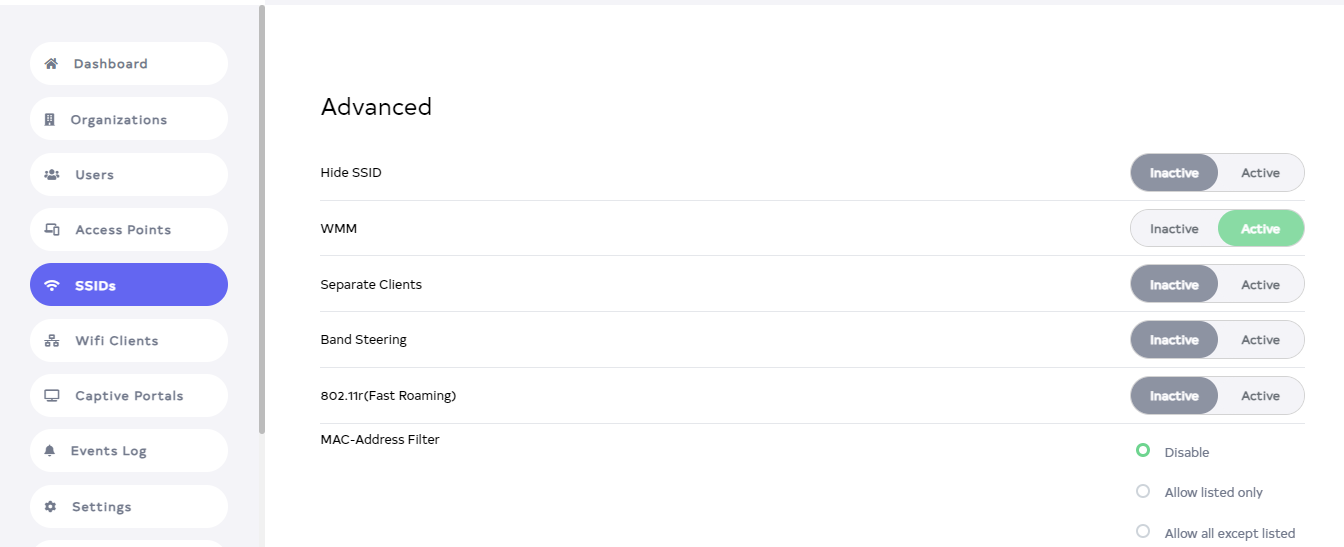 Dashboard
Organizations
Users
Access Points
SSIDs
Wifi Clients
Captive Portals
Events Log
Settings
Advanced
Hide SSID
Inactive Active
WMM
Inactive Active
Separate Clients
Inactive Active
Band Steering
Inactive Active
802.11r(Fast Roaming)
Inactive Active
MAC-Address Filter
Disable
Allow listed only
Allow all except listed